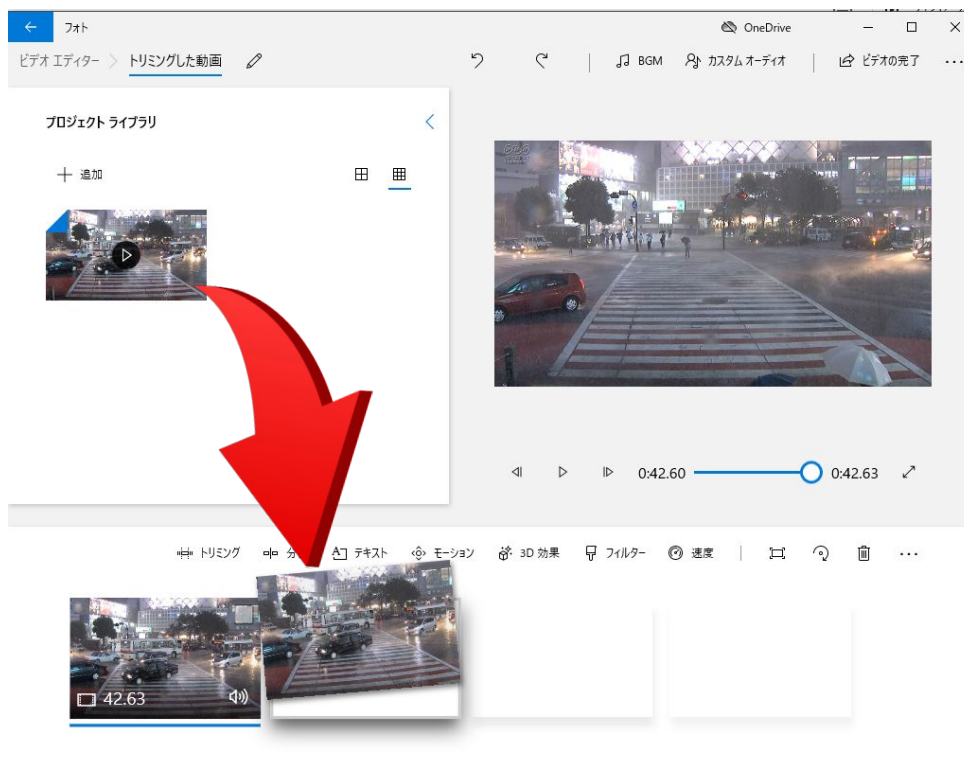 フォト
OneDrive
ビデオ エディター > トリミングした動画
BGM カスタム オーディオ ビデオの完了 ...
プロジェクト ライブラリ
追加
0:42.60 0:42.63
トリミング 分 テキスト モーション 3D 効果 フィルター 速度 ...
42.63